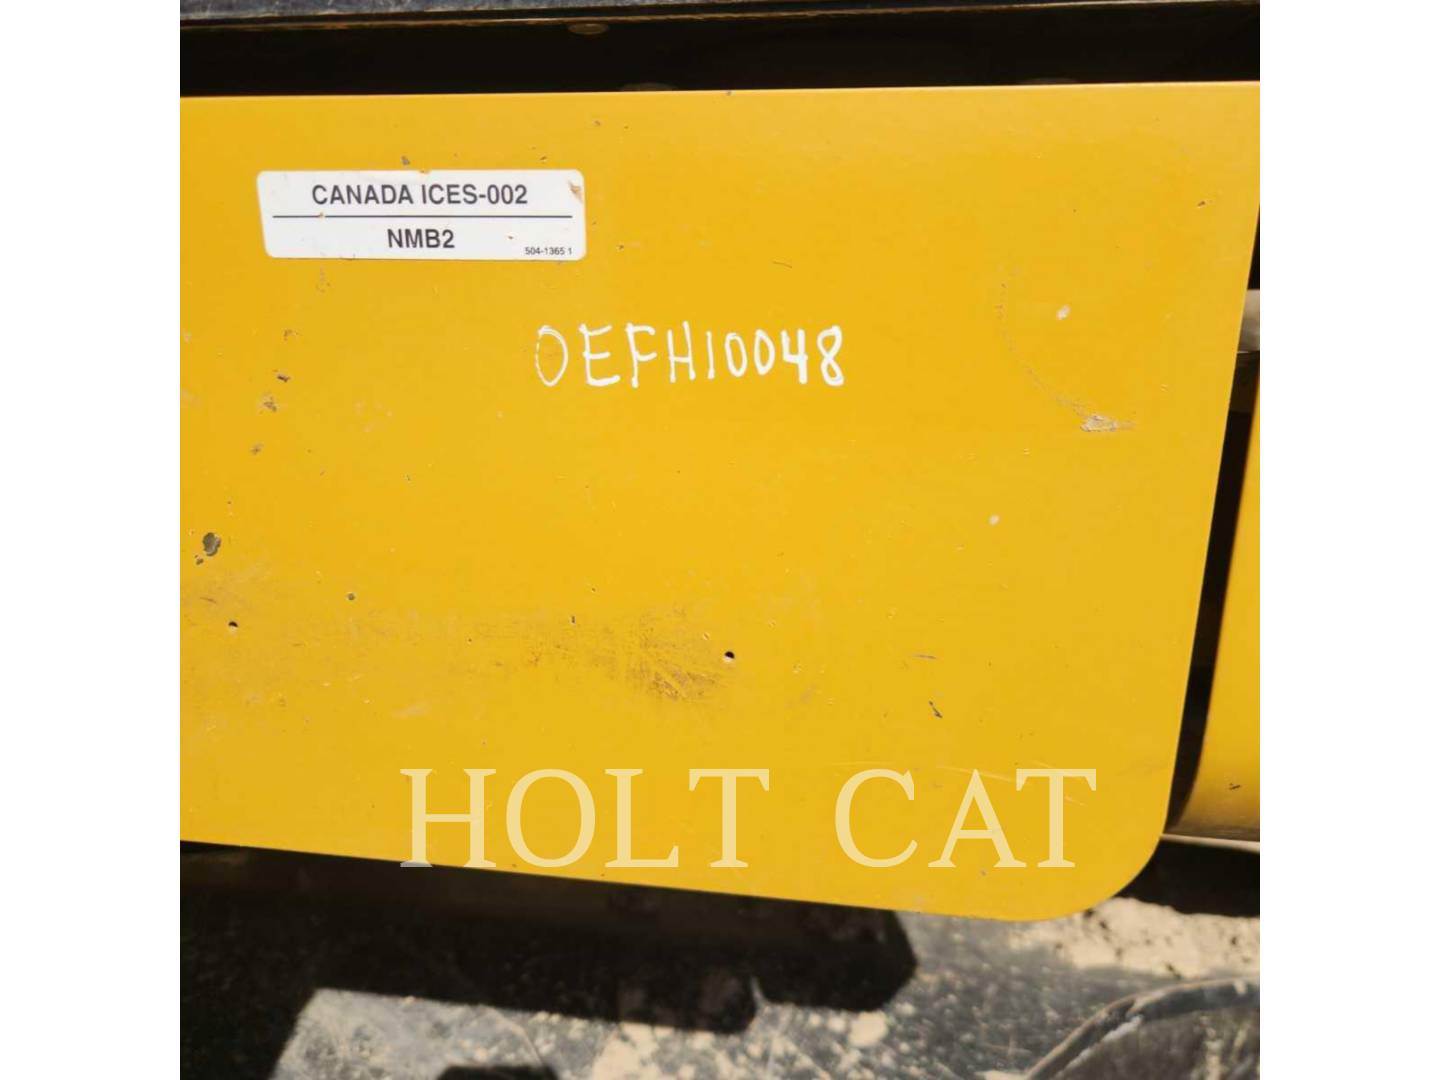 CANADA ICES-002
NMB2
504-1365 1
OEFH10048
HOLT CAT